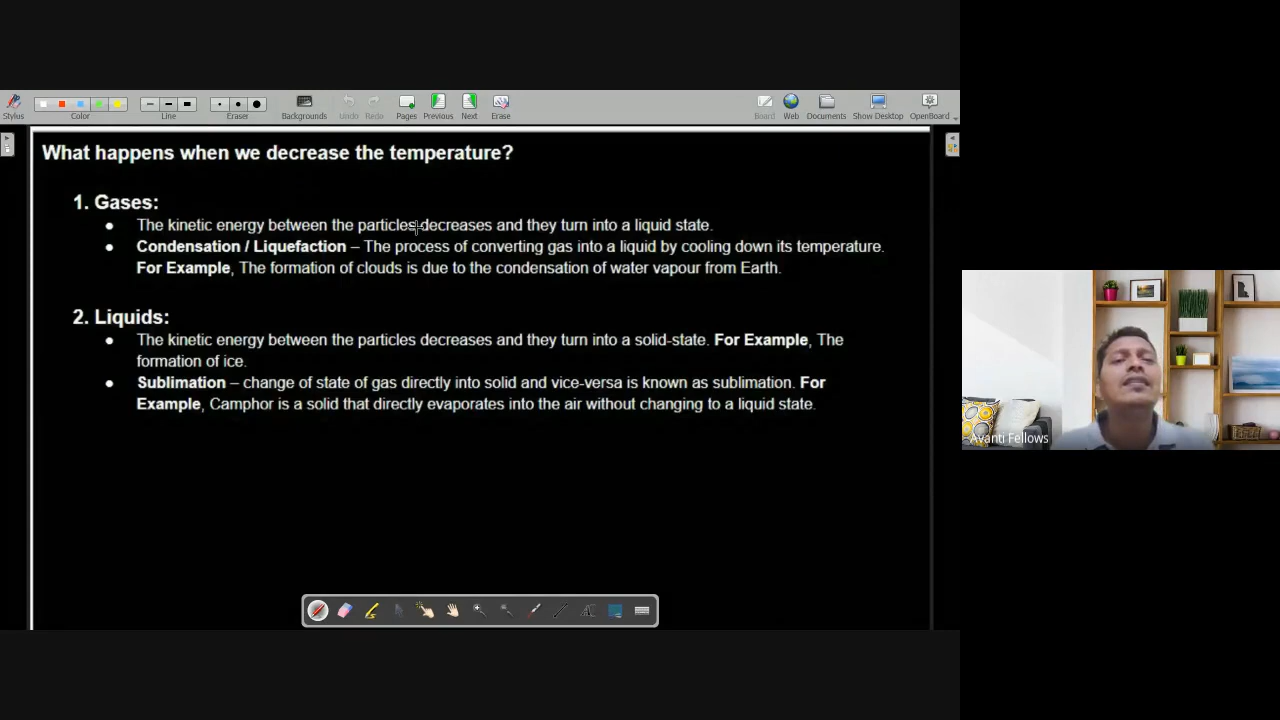 Stylus
Color
Line
Eraser
Backgrounds
Undo
Redo
Pages
Previous
Next
Erase
Board
Web
Documents
Show Desktop
OpenBoard
What happens when we decrease the temperature?
1. Gases:
● The kinetic energy between the particles decreases and they turn into a liquid state.
● Condensation / Liquefaction – The process of converting gas into a liquid by cooling down its temperature.
For Example, The formation of clouds is due to the condensation of water vapour from Earth.
2. Liquids:
● The kinetic energy between the particles decreases and they turn into a solid-state. For Example, The
formation of ice.
● Sublimation – change of state of gas directly into solid and vice-versa is known as sublimation. For
Example, Camphor is a solid that directly evaporates into the air without changing to a liquid state.
Avanti Fellows